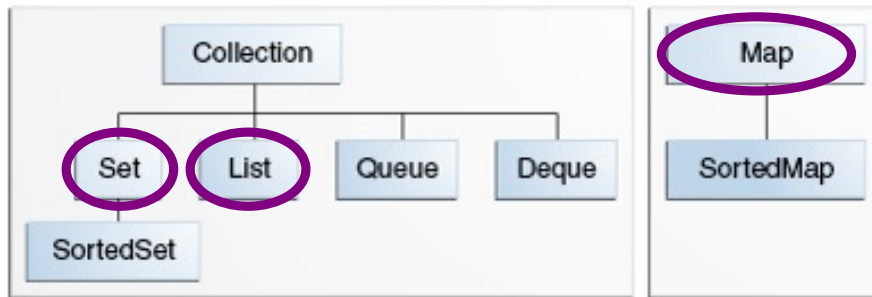 Collection
Map
Set
List
Queue
Deque
SortedMap
SortedSet